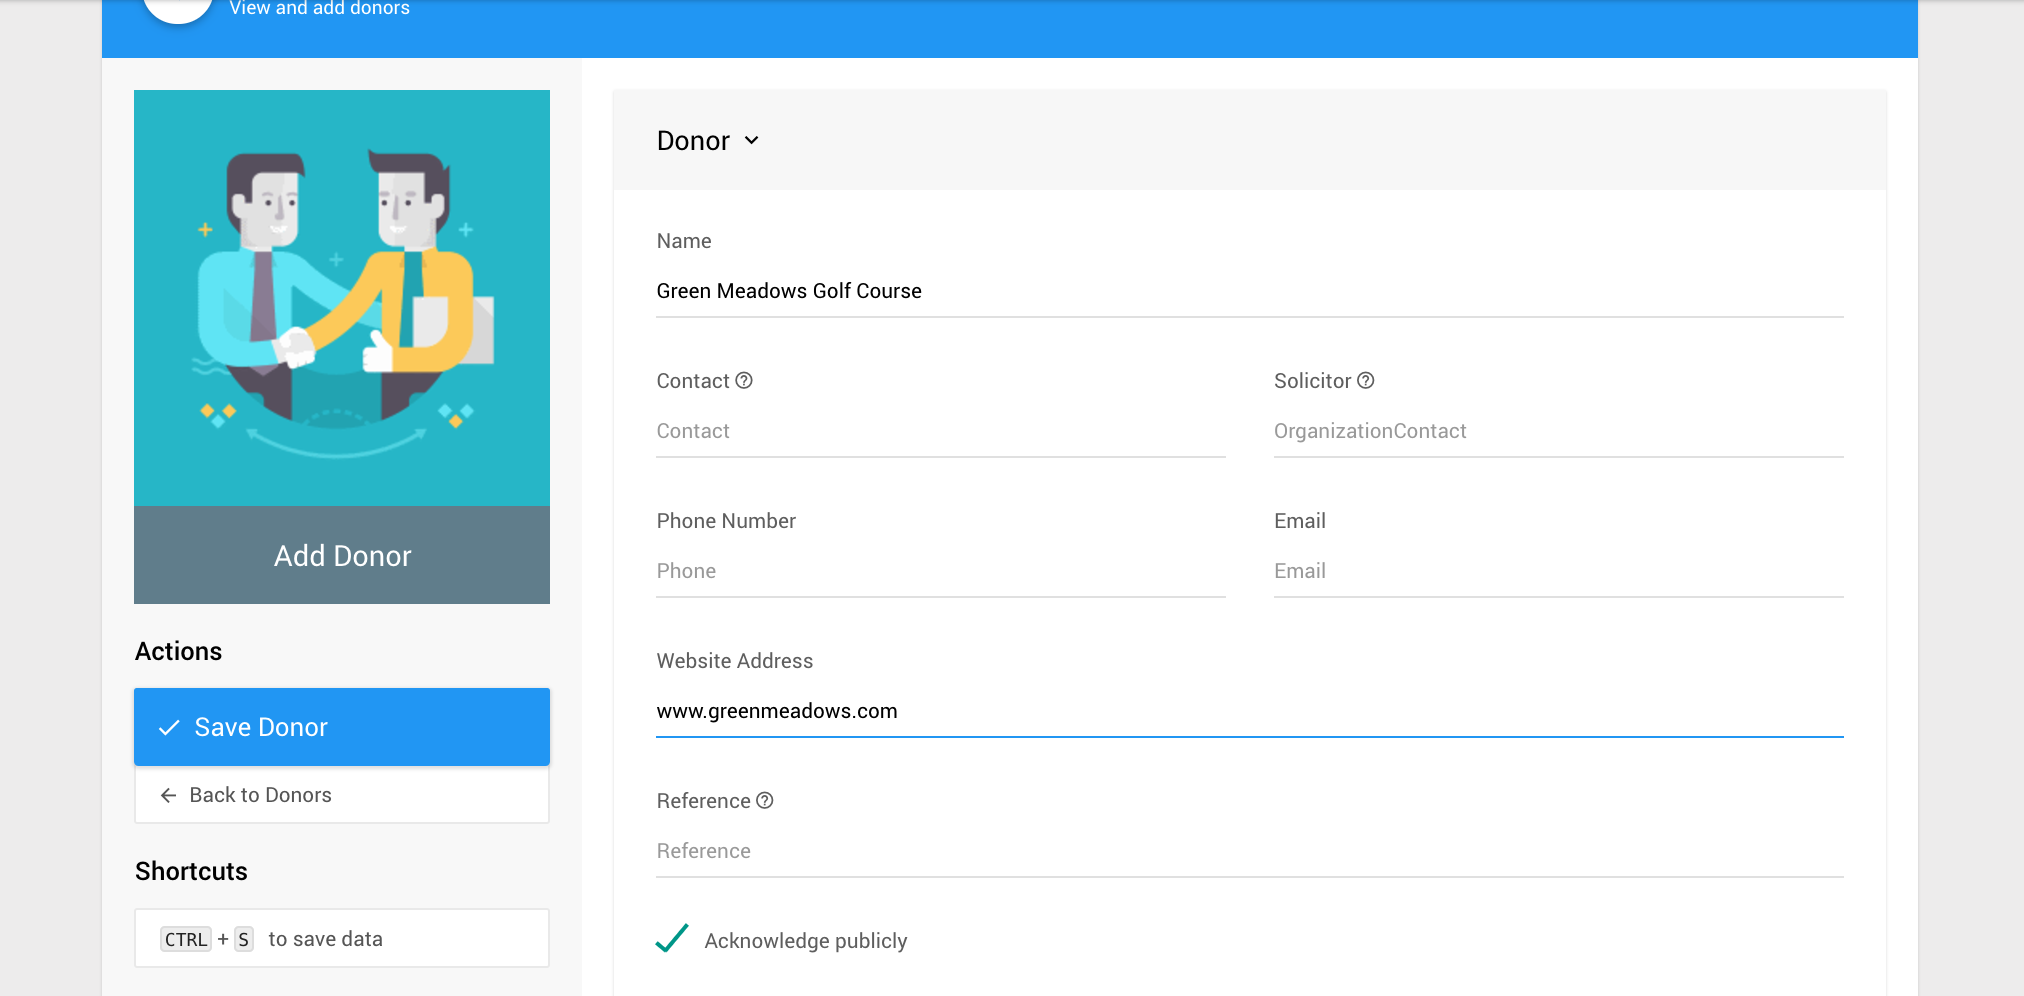 View and add donors
Add Donor
Actions
Save Donor
Back to Donors
Shortcuts
CTRL + S to save data
Donor
Name
Green Meadows Golf Course
Contact
Contact
Solicitor
OrganizationContact
Phone Number
Phone
Email
Email
Website Address
www.greenmeadows.com
Reference
Reference
Acknowledge publicly